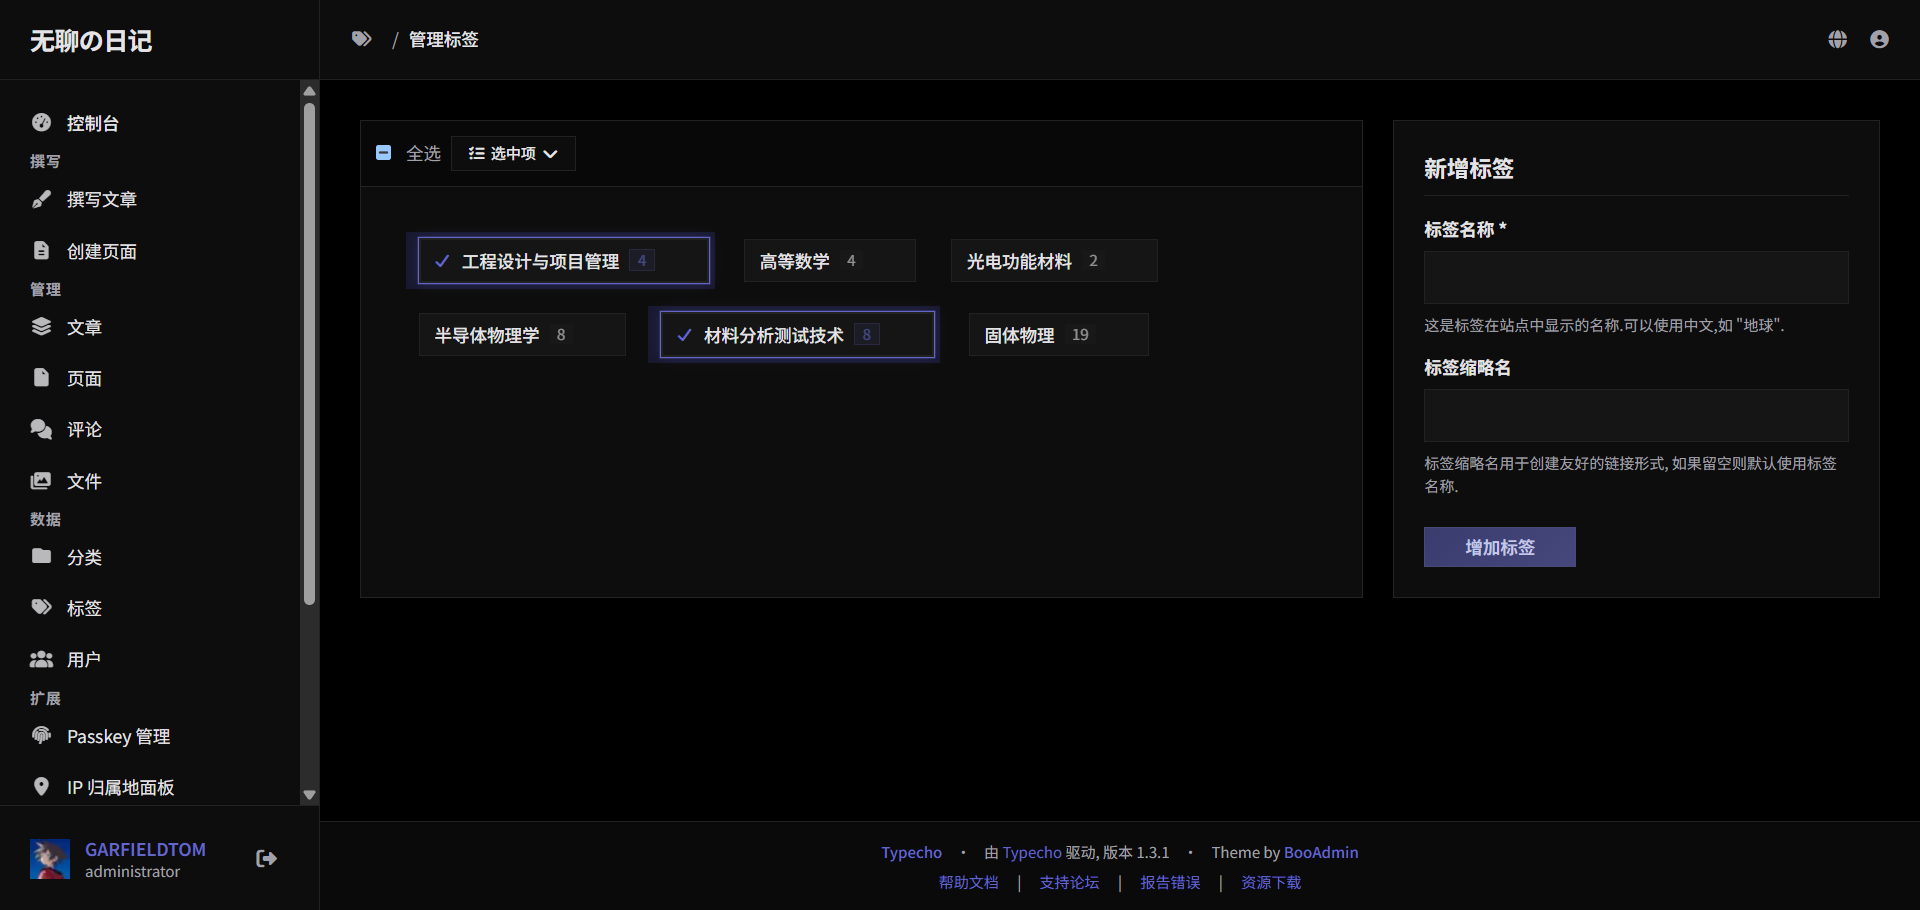 无聊の日记
/ 管理标签
控制台
撰写
撰写文章
创建页面
管理
文章
页面
评论
文件
数据
分类
标签
用户
扩展
Passkey 管理
IP 归属地面板
GARFIELDTOM
administrator
全选 选中项
工程设计与项目管理 4
高等数学 4
光电功能材料 2
半导体物理学 8
材料分析测试技术 8
固体物理 19
新增标签
标签名称 *
这是标签在站点中显示的名称.可以使用中文,如 "地球".
标签缩略名
标签缩略名用于创建友好的链接形式, 如果留空则默认使用标签
名称.
增加标签
Typecho • 由 Typecho 驱动, 版本 1.3.1 • Theme by BooAdmin
帮助文档 | 支持论坛 | 报告错误 | 资源下载